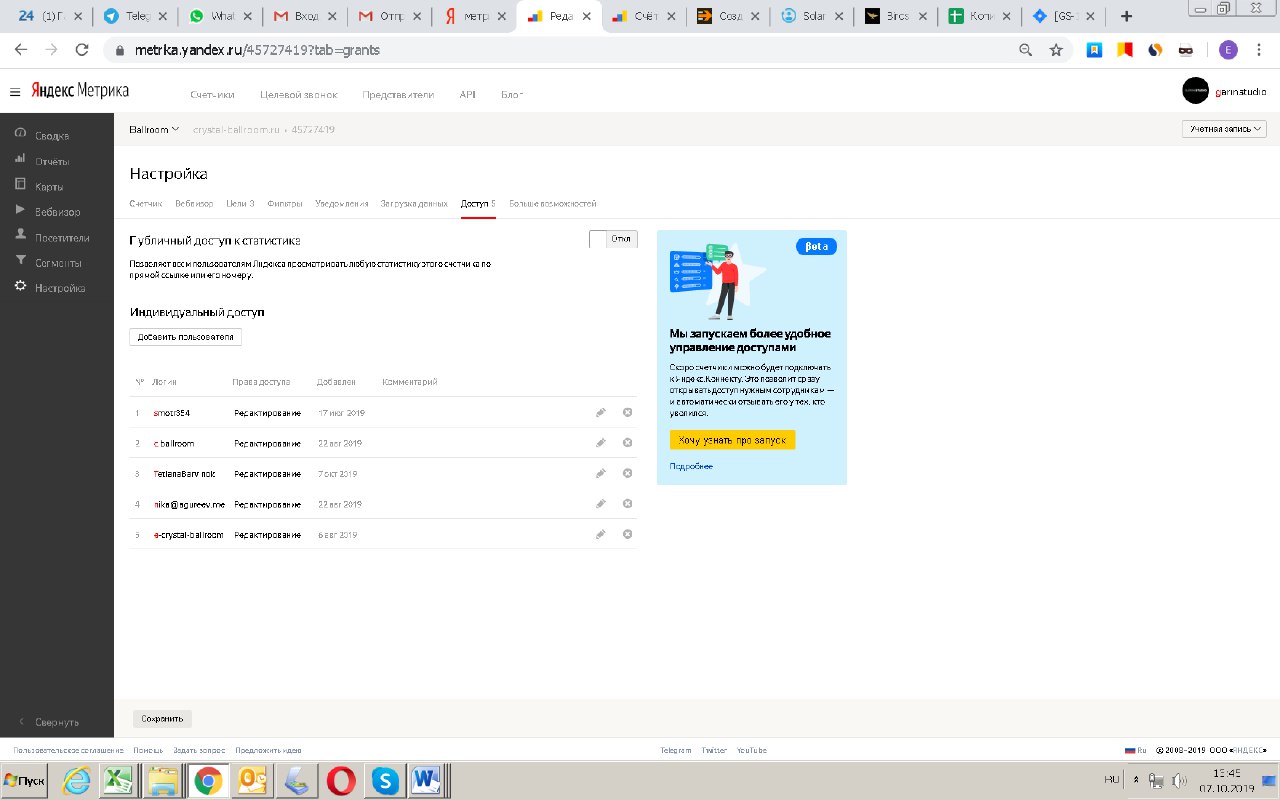 24 (1) Г
Teleg
What
Вход
Отпр
метр
Реда
Счёт
Созд
Solar
Biros
Копи
[GS-
metrika.yandex.ru/45727419?tab=grants
E
Яндекс Метрика
Счетчики Целевой звонок Представители API Блог
garinstudio
Сводка
Отчёты
Карты
Вебвизор
Посетители
Сегменты
Настройка
Свернуть
Ballroom crystal-ballroom.ru • 45727419
Учетная запись
Настройка
Счетчик Вебвизор Цели 3 Фильтры Уведомления Загрузка данных Доступ 5 Больше возможностей
Публичный доступ к статистике
Откл
Позволяет всем пользователям Яндекса просматривать любую статистику этого счетчика по
прямой ссылке или его номеру.
Индивидуальный доступ
Добавить пользователя
№ Логин Права доступа Добавлен Комментарий
1 smotr354 Редактирование 17 июл 2019
2 c.ballroom Редактирование 22 авг 2019
3 Редактирование 7 окт 2019
4 nika@agureev.me Редактирование 22 авг 2019
5 a-crystal-ballroom Редактирование 6 авг 2019
βeta
Мы запускаем более удобное
управление доступами
Скоро счетчики можно будет подключать
к Яндекс.Коннекту. Это позволит сразу
открывать доступ нужным сотрудникам —
и автоматически отзывать его у тех, кто
уволился.
Хочу узнать про запуск
Подробнее
Сохранить
Пользовательское соглашение Помощь Задать вопрос Предложить идею
Telegram Twitter YouTube
Ru © 2008-2019 ООО «ЯНДЕКС»
Пуск
RU
15:45
07.10.2019